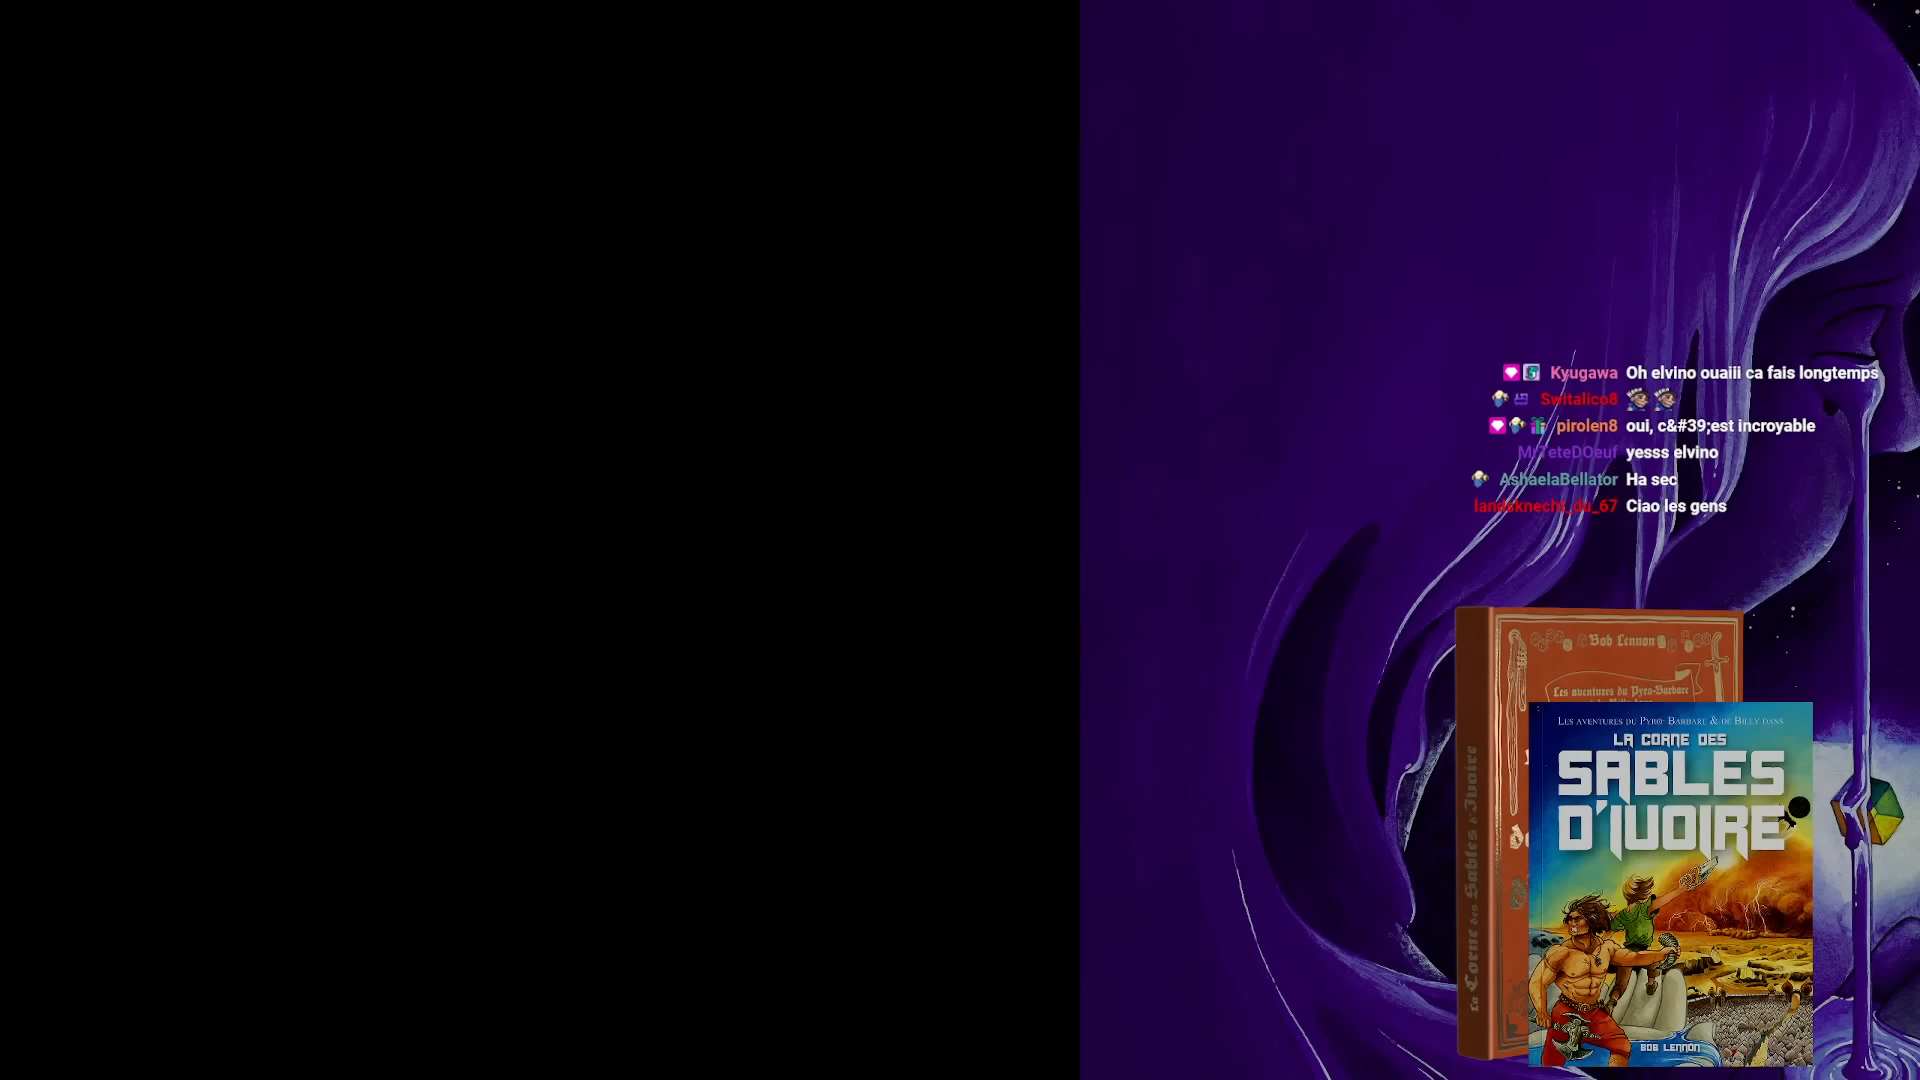 Kyugawa Oh elvino ouaiii ca fais longtemps
Switalico8
pirolen8 oui, c&#39;est incroyable
MrTeteDOeuf yesss elvino
AshaelaBellator Ha sec
landsknecht_du_67 Ciao les gens
Bob Lennon
Les aventures du Pyro-Barbare
La Corne des Sables d'Ivoire
LES AVENTURES DU PYRO-BARBARE & DE BILLY DANS
LA CORNE DES
SABLES
D'IVOIRE
BOB LENNON